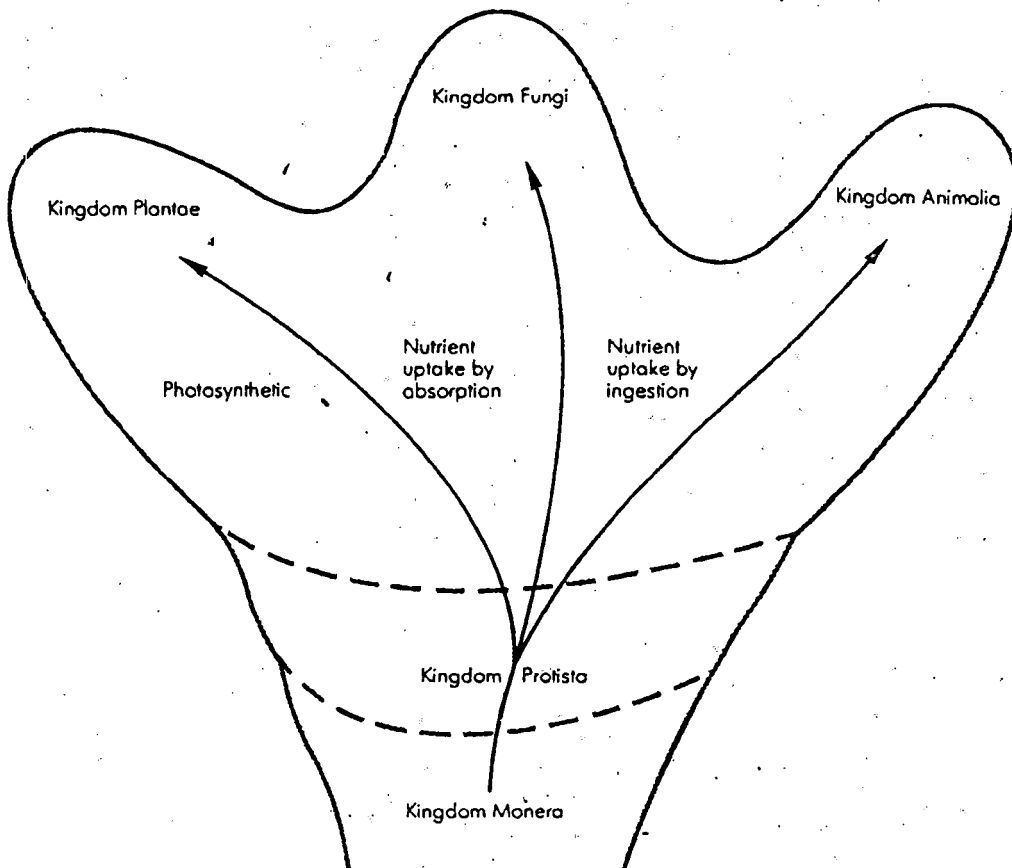 Kingdom Fungi
Kingdom Plantae
Kingdom Animalia
Photosynthetic
Nutrient
uptake by
absorption
Nutrient
uptake by
ingestion
Kingdom Protista
Kingdom Monera